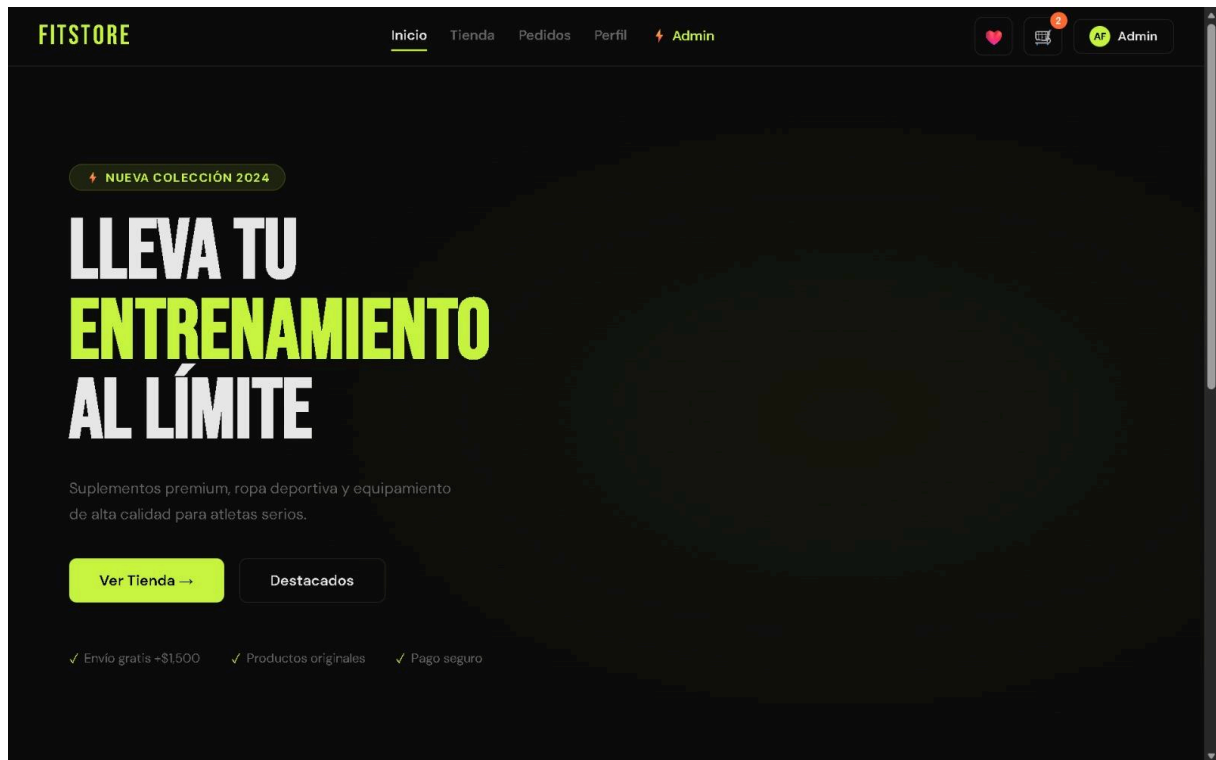 FITSTORE
Inicio Tienda Pedidos Perfil Admin
2
AF Admin
NUEVA COLECCIÓN 2024
LLEVA TU
ENTRENAMIENTO
AL LÍMITE
Suplementos premium, ropa deportiva y equipamiento
de alta calidad para atletas serios.
Ver Tienda →
Destacados
✓ Envío gratis +$1,500 ✓ Productos originales ✓ Pago seguro